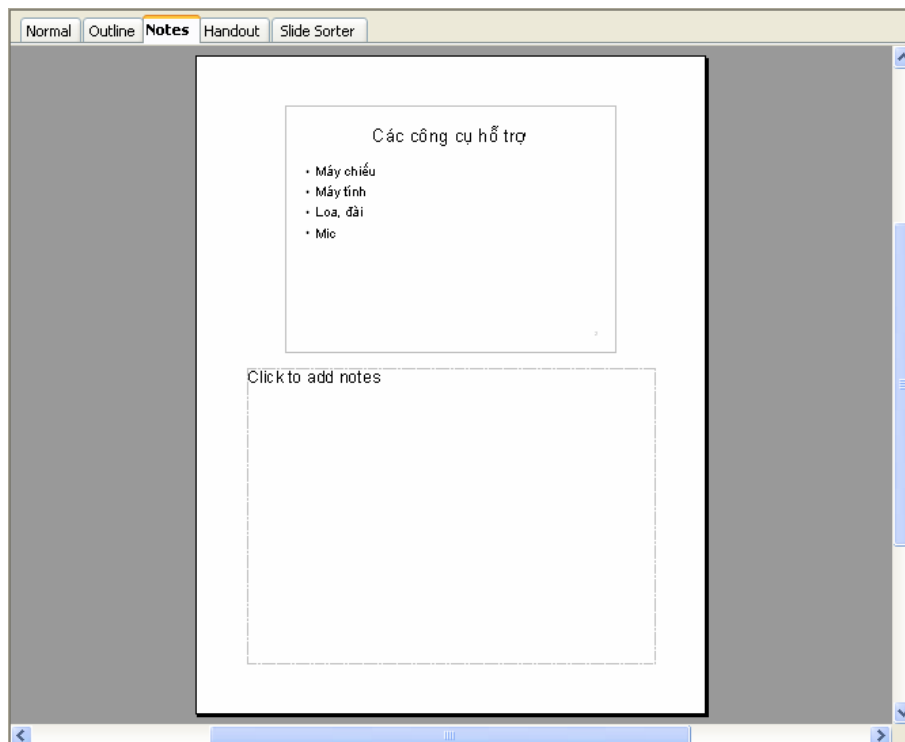 Normal Outline Notes Handout Slide Sorter
Các công cụ hỗ trợ
• Máy chiếu
• Máy tính
• Loa, đài
• Mic
Click to add notes